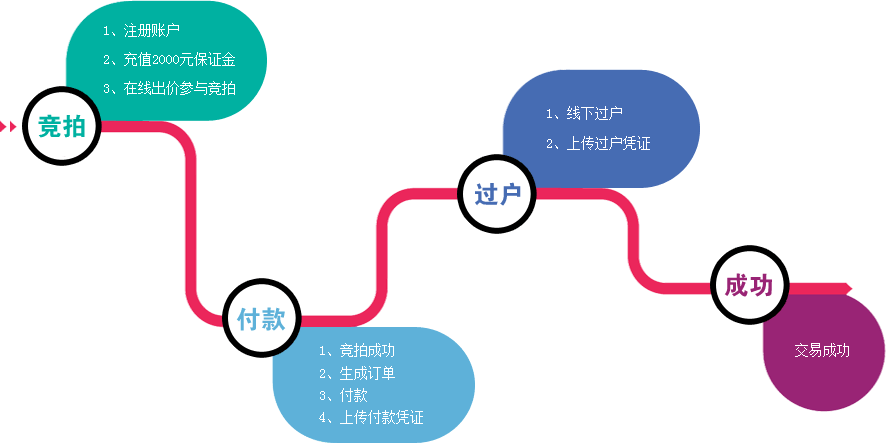 1、注册账户
2、充值2000元保证金
3、在线出价参与竞拍
竞拍
付款
1、竞拍成功
2、生成订单
3、付款
4、上传付款凭证
1、线下过户
2、上传过户凭证
过户
成功
交易成功